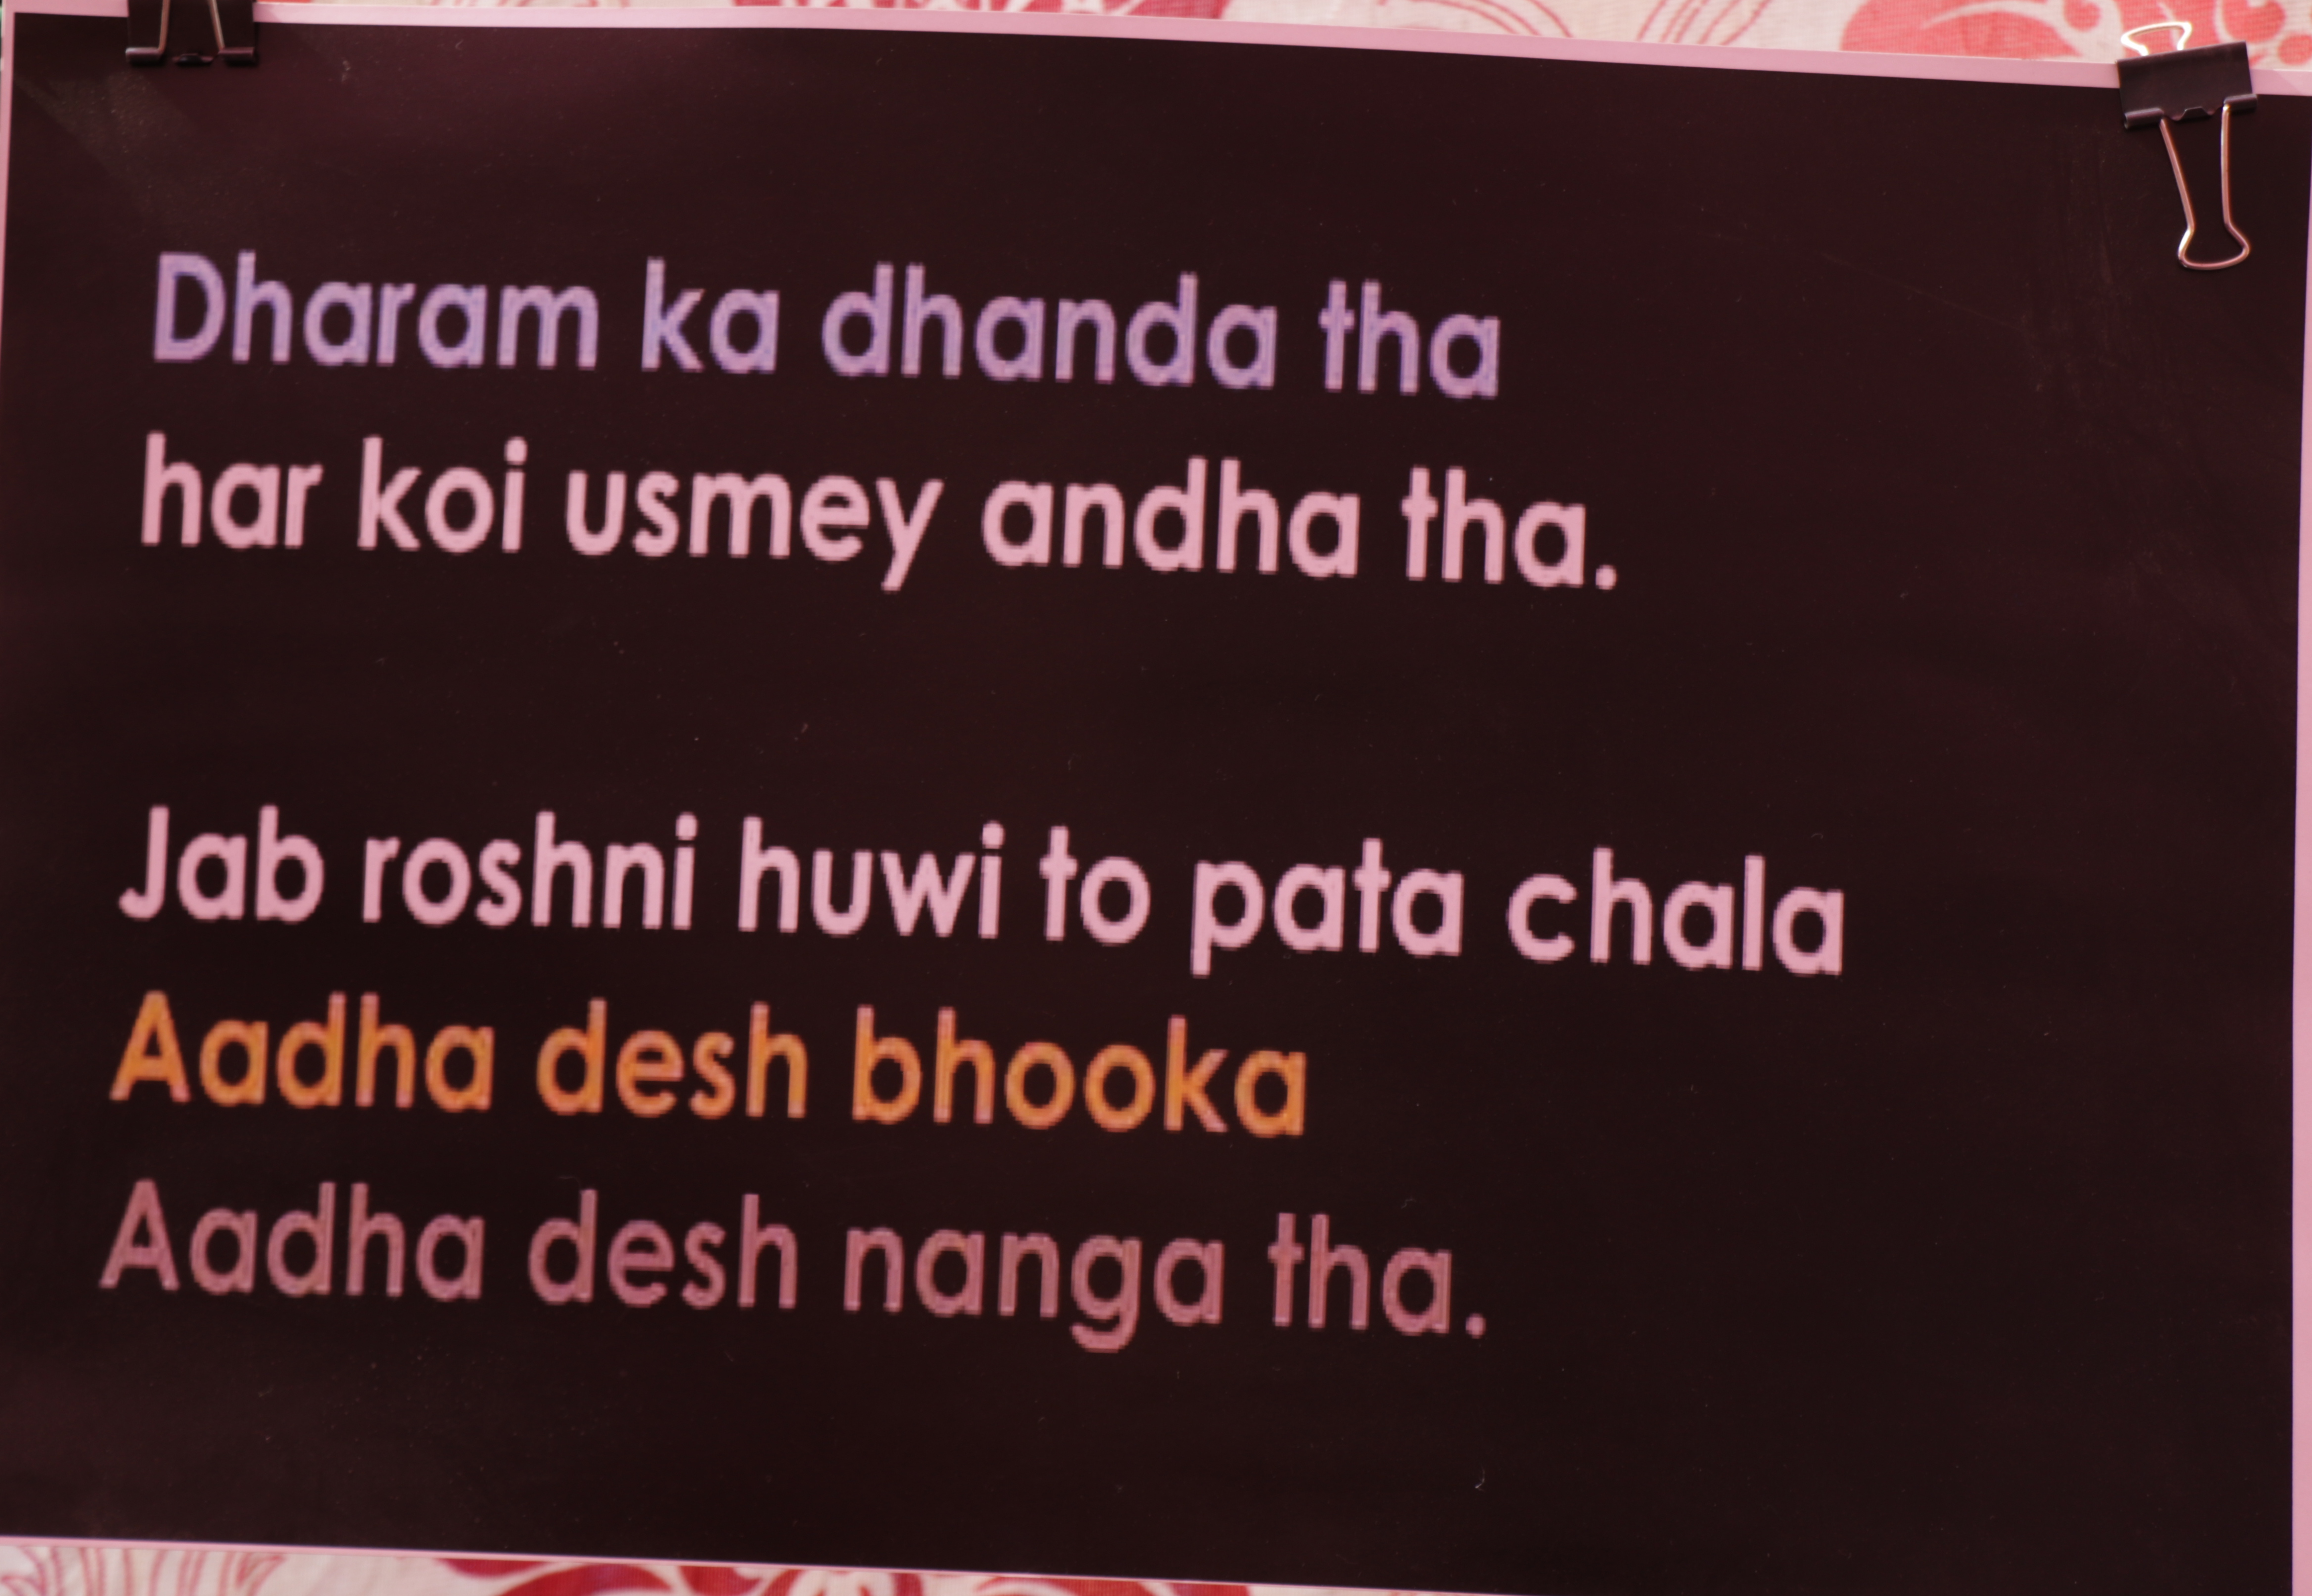 Dharam ka dhanda tha
har koi usmey andha tha.
Jab roshni huwi to pata chala
Aadha desh bhooka
Aadha desh nanga tha.